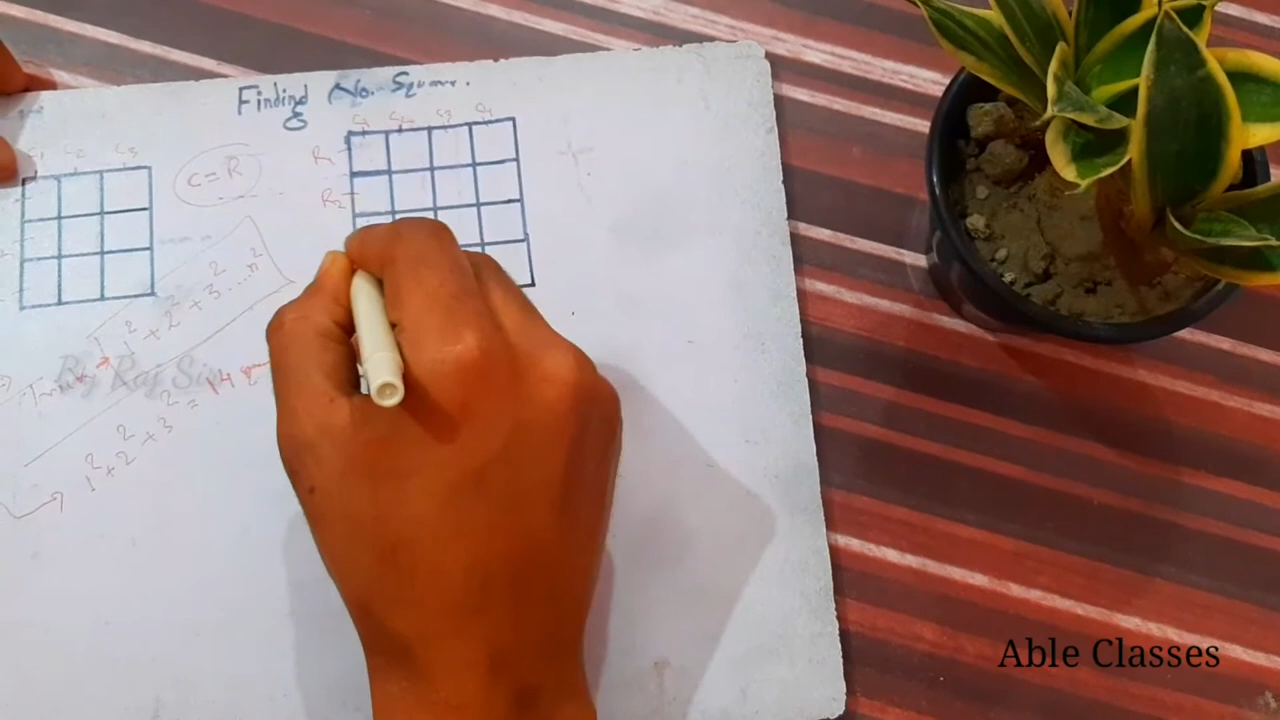 Finding No. Square.
C1 C2 C3
C1 C2 C3 C4
C = R
R1
R2
1² + 2² + 3² .... n²
Trick →
1² + 2² + 3² = 14
Able Classes